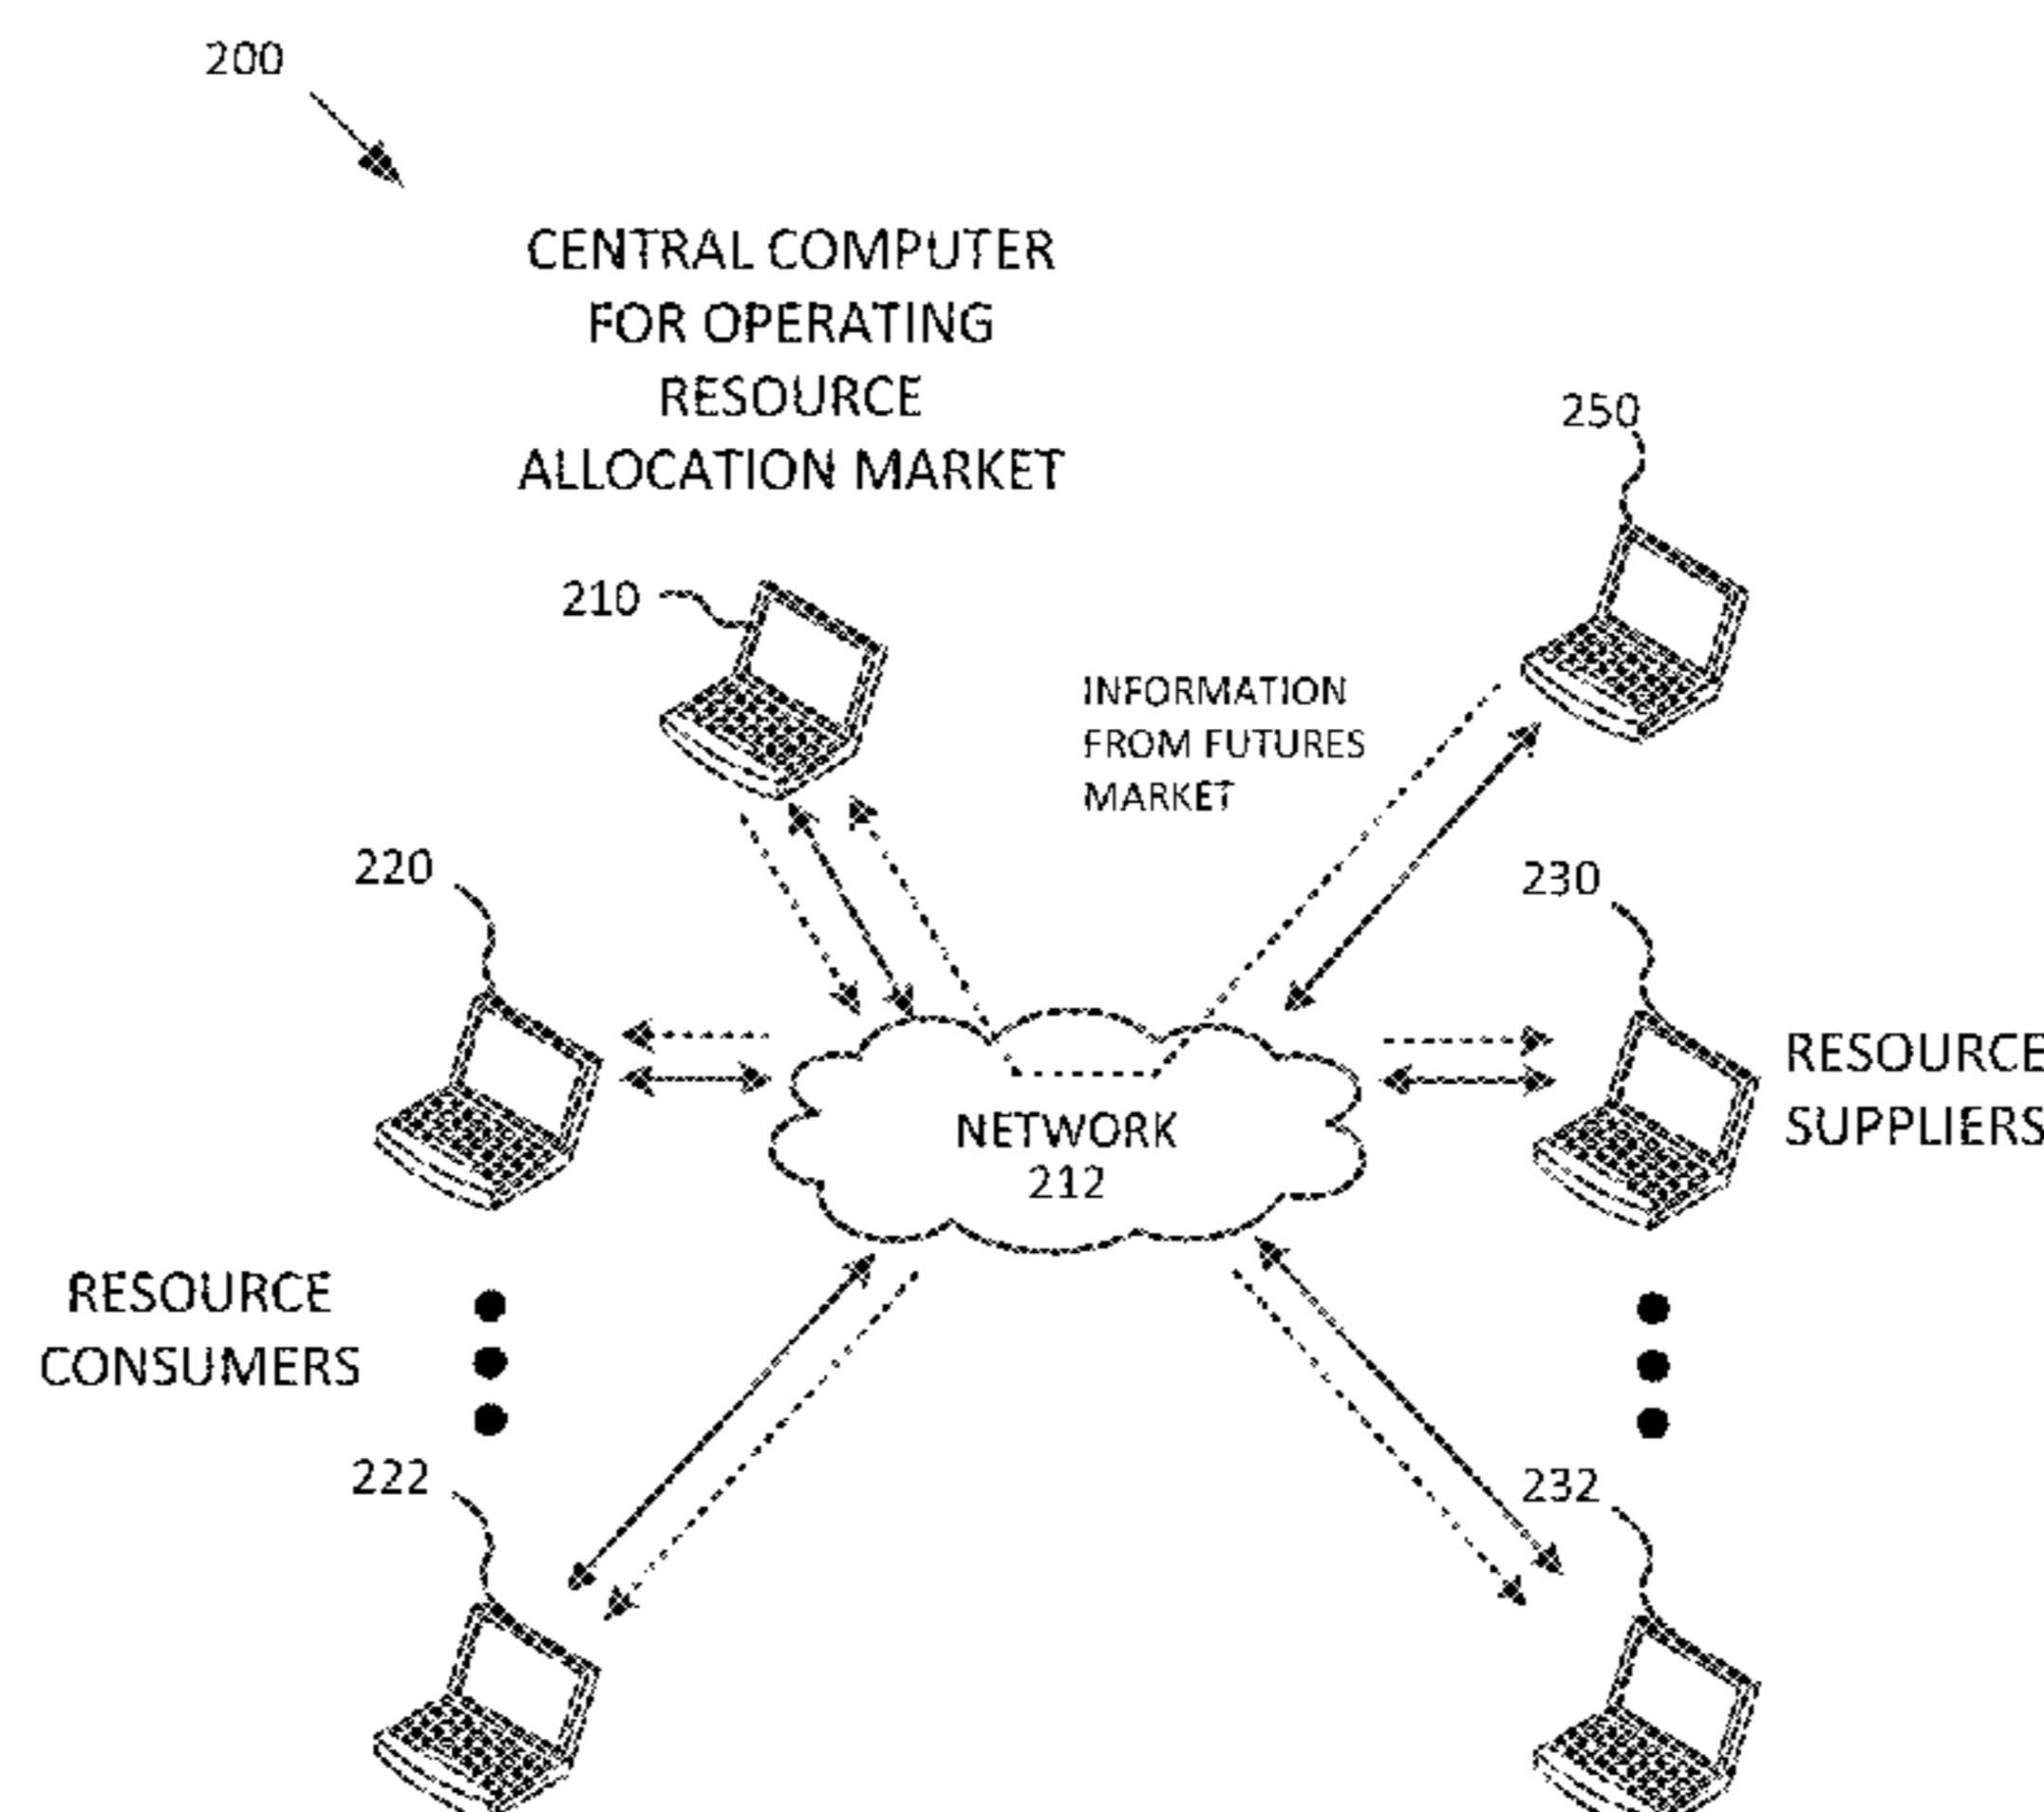 200
CENTRAL COMPUTER
FOR OPERATING
RESOURCE
ALLOCATION MARKET
250
210
INFORMATION
FROM FUTURES
MARKET
220
230
RESOURCE
SUPPLIERS
NETWORK
212
RESOURCE
CONSUMERS
222
232